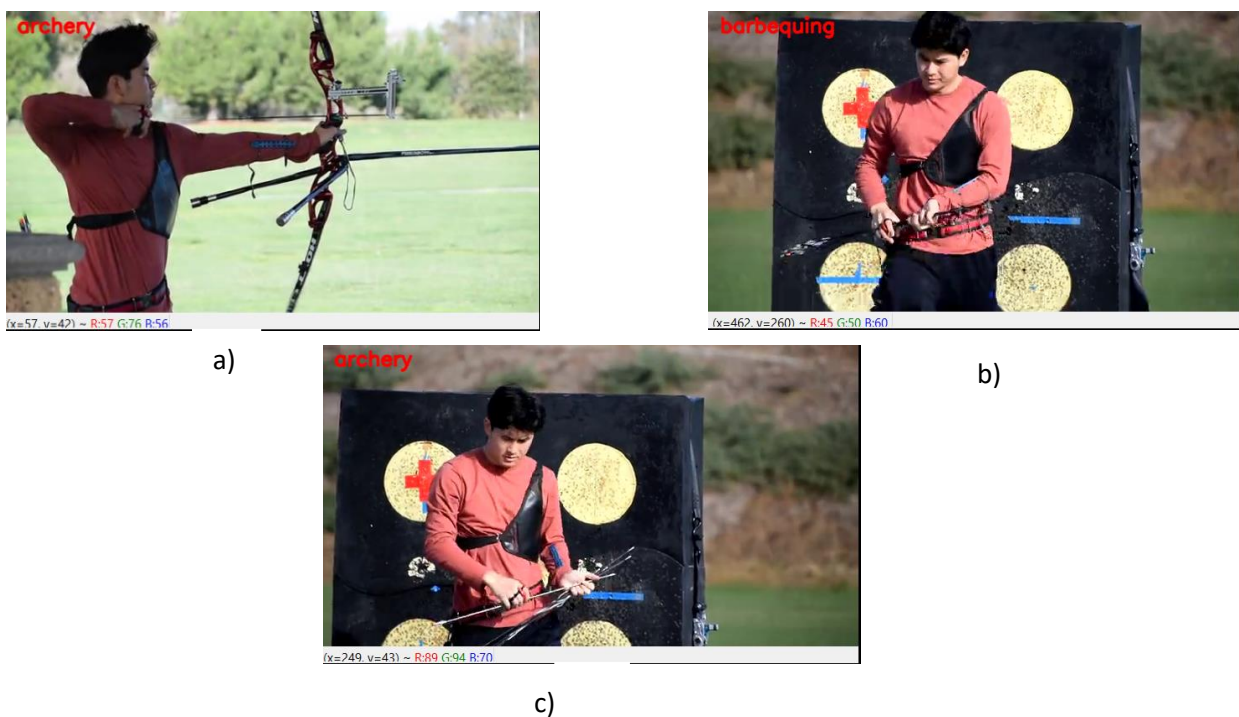 archery
(x=57, y=42) ~ R:57 G:76 B:56
a)
barbequing
(x=462, y=260) ~ R:45 G:50 B:60
b)
archery
(x=249, y=43) ~ R:89 G:94 B:70
c)